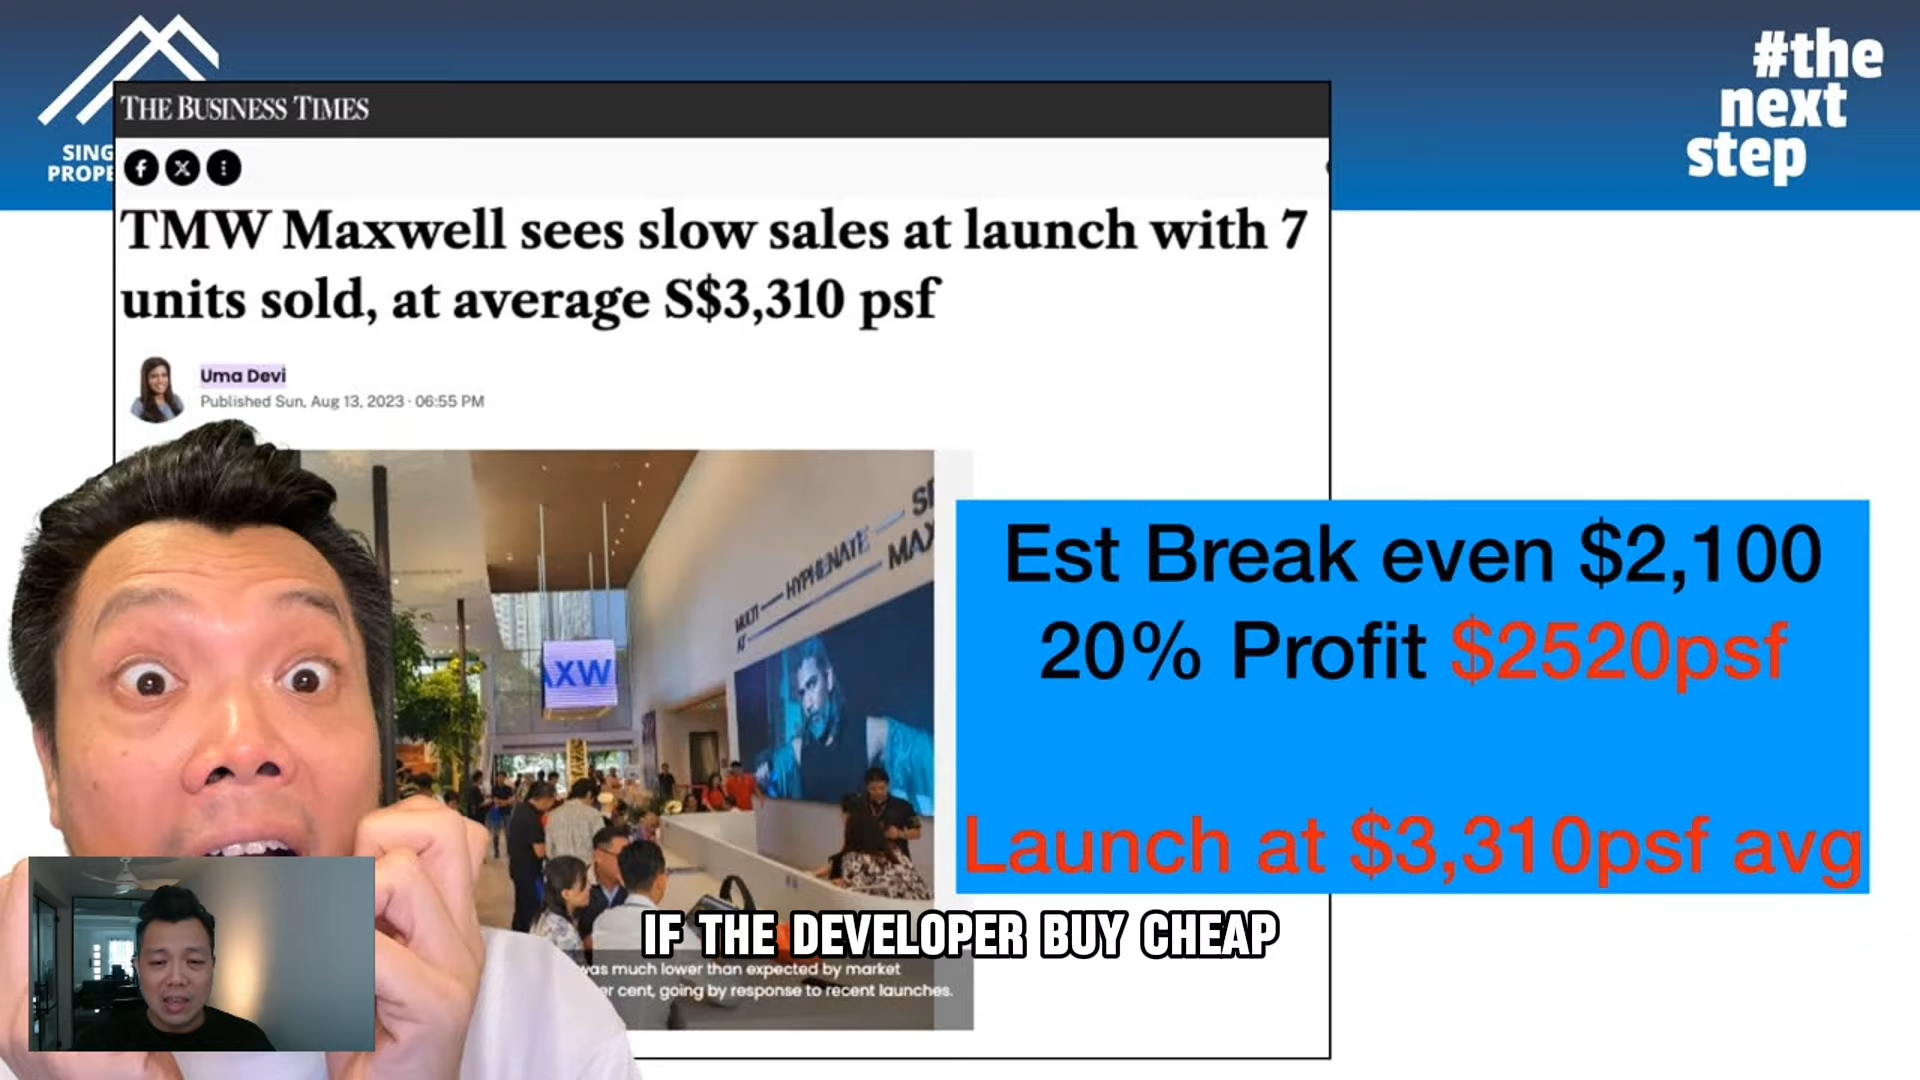 #the
next
step
SING
PROPE
THE BUSINESS TIMES
TMW Maxwell sees slow sales at launch with 7
units sold, at average S$3,310 psf
Uma Devi
Published Sun, Aug 13, 2023 · 06:55 PM
MULTI — HYPHENATE — S
MAX
AXW
Est Break even $2,100
20% Profit $2520psf
Launch at $3,310psf avg
IF THE DEVELOPER BUY CHEAP
was much lower than expected by market
er cent, going by response to recent launches.